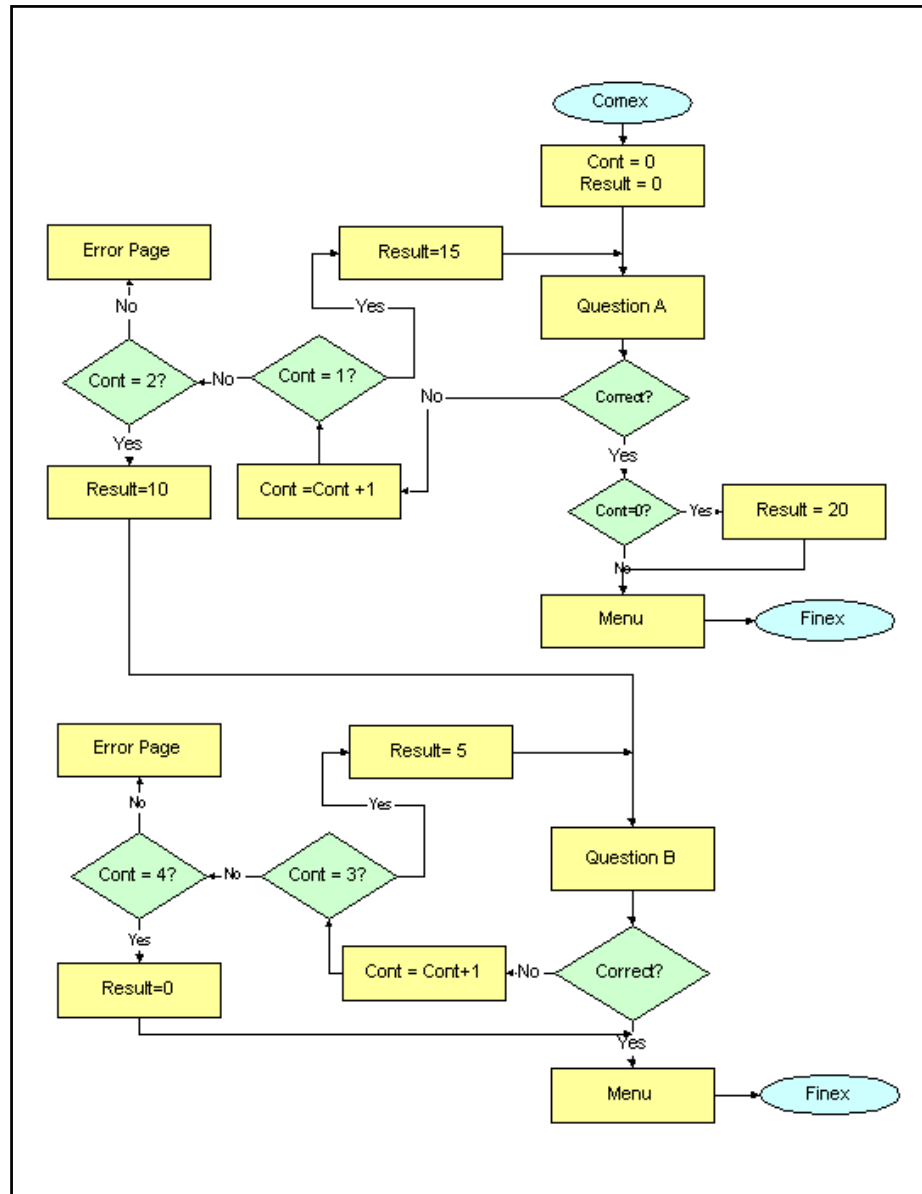 Comex
Cont = 0
Result = 0
Error Page
Result=15
Yes
No
Question A
Cont = 2?
No
Cont = 1?
No
Correct?
Yes
Yes
Result=10
Cont =Cont +1
Cont=0?
Yes
Result = 20
No
Menu
Finex
Error Page
Result= 5
No
Yes
Question B
Cont = 4?
No
Cont = 3?
Yes
Cont = Cont+1
No
Correct?
Result=0
Yes
Menu
Finex